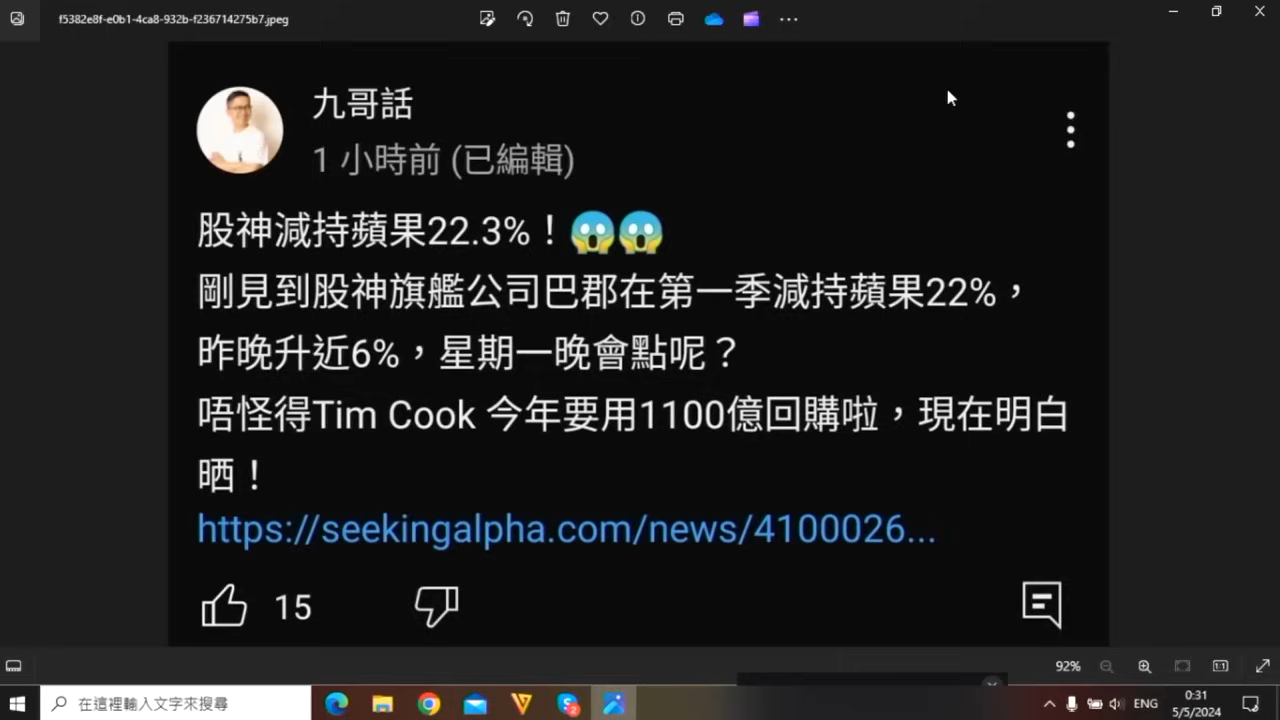 f5382e8f-e0b1-4ca8-932b-f236714275b7.jpeg
九哥話
1 小時前 (已編輯)
股神減持蘋果22.3%！😱😱
剛見到股神旗艦公司巴郡在第一季減持蘋果22%，
昨晚升近6%，星期一晚會點呢？
唔怪得Tim Cook 今年要用1100億回購啦，現在明白
晒！
https://seekingalpha.com/news/4100026...
15
92%
在這裡輸入文字來搜尋
ENG
0:31
5/5/2024